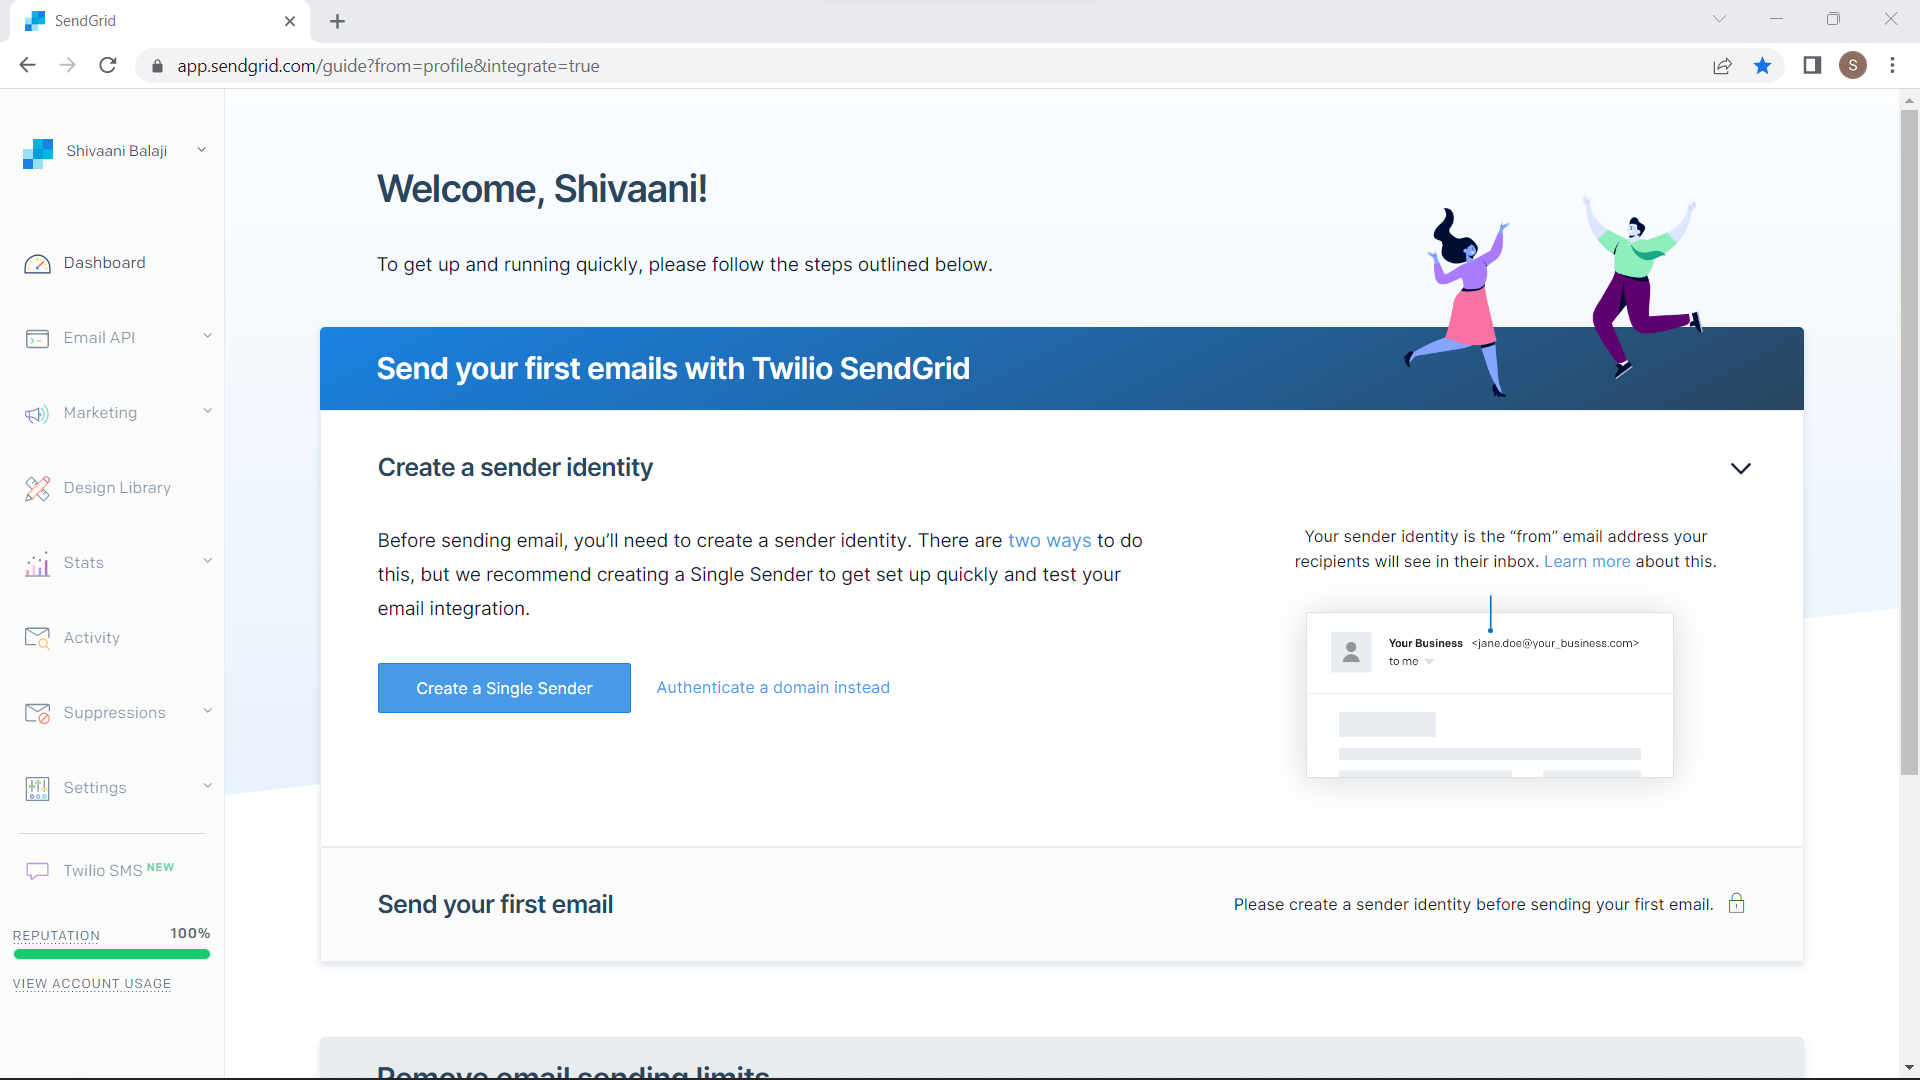 SendGrid
app.sendgrid.com/guide?from=profile&integrate=true
S
Shivaani Balaji
Dashboard
Email API
Marketing
Design Library
Stats
Activity
Suppressions
Settings
Twilio SMS NEW
REPUTATION 100%
VIEW ACCOUNT USAGE
Welcome, Shivaani!
To get up and running quickly, please follow the steps outlined below.
Send your first emails with Twilio SendGrid
Create a sender identity
Before sending email, you’ll need to create a sender identity. There are two ways to do
this, but we recommend creating a Single Sender to get set up quickly and test your
email integration.
Create a Single Sender
Authenticate a domain instead
Your sender identity is the “from” email address your
recipients will see in their inbox. Learn more about this.
Your Business <jane.doe@your_business.com>
to me
Send your first email
Please create a sender identity before sending your first email.
Remove email sending limits